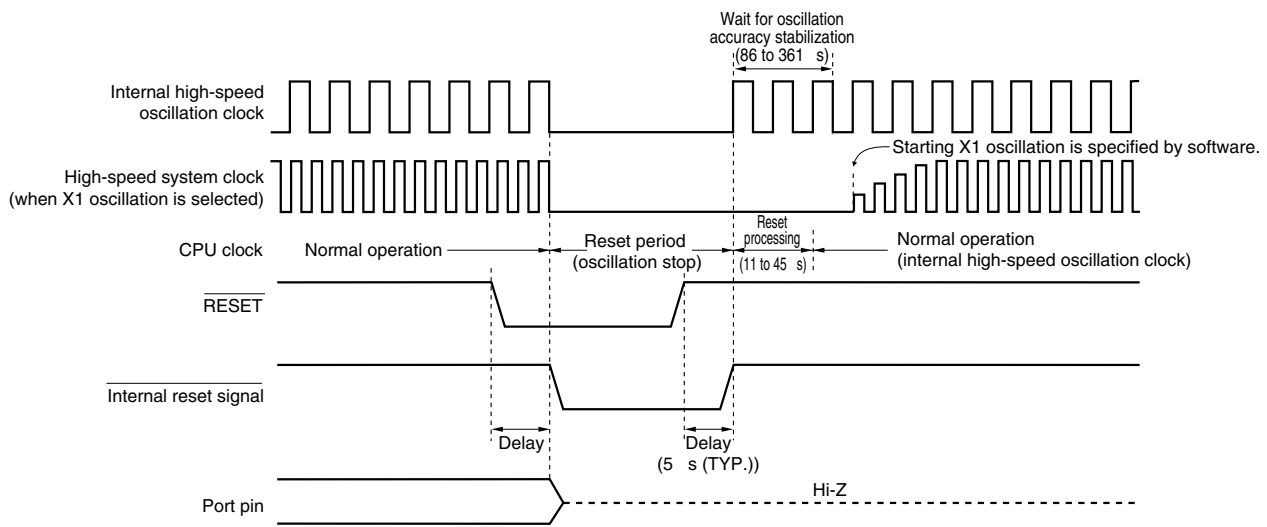 Wait for oscillation
accuracy stabilization
(86 to 361 s)
Internal high-speed
oscillation clock
Starting X1 oscillation is specified by software.
High-speed system clock
(when X1 oscillation is selected)
CPU clock
Normal operation
Reset period
(oscillation stop)
Reset
processing
(11 to 45 s)
Normal operation
(internal high-speed oscillation clock)
RESET
Internal reset signal
Delay
Delay
(5 s (TYP.))
Port pin
Hi-Z